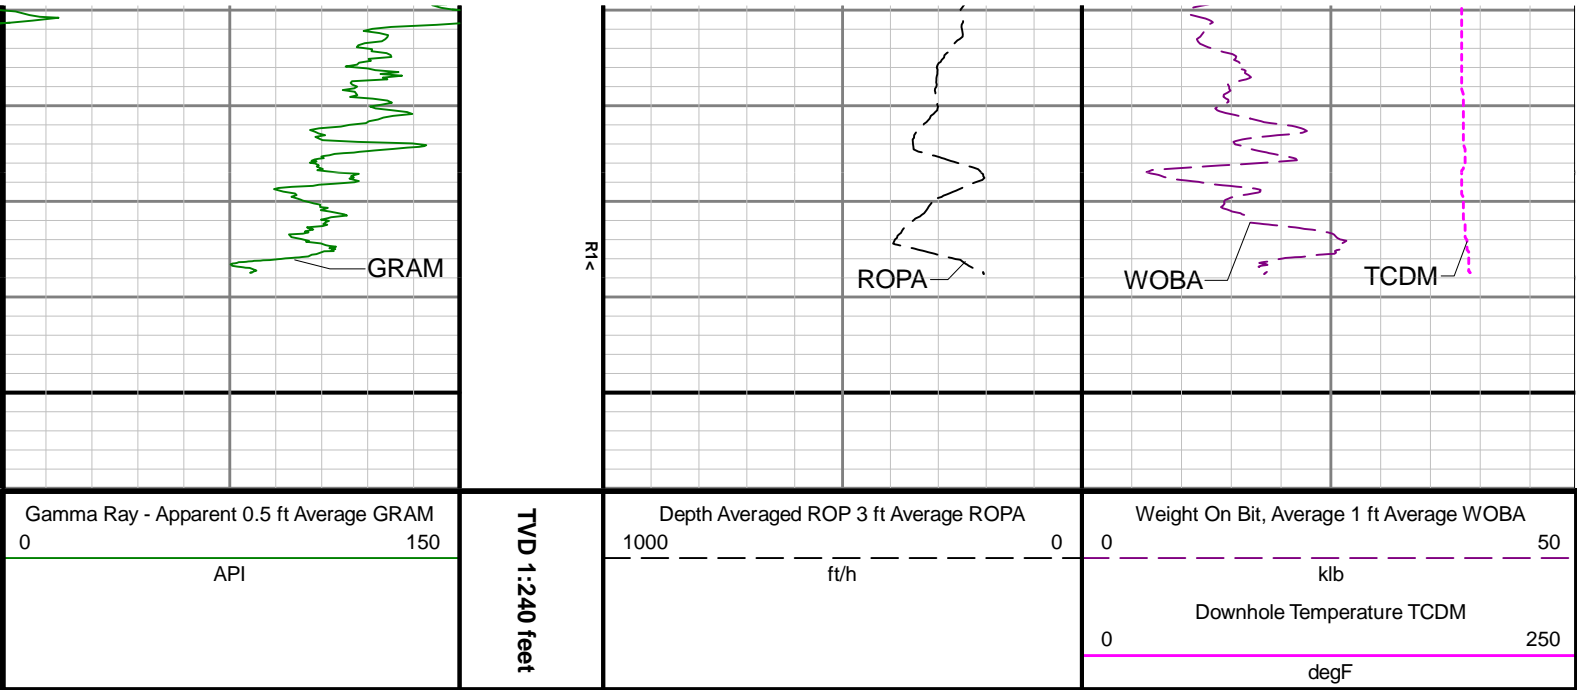 R1<
GRAM
ROPA
WOBA
TCDM
Gamma Ray - Apparent 0.5 ft Average GRAM
0 150
API
TVD 1:240 feet
Depth Averaged ROP 3 ft Average ROPA
1000 0
ft/h
Weight On Bit, Average 1 ft Average WOBA
0 50
klb
Downhole Temperature TCDM
0 250
degF